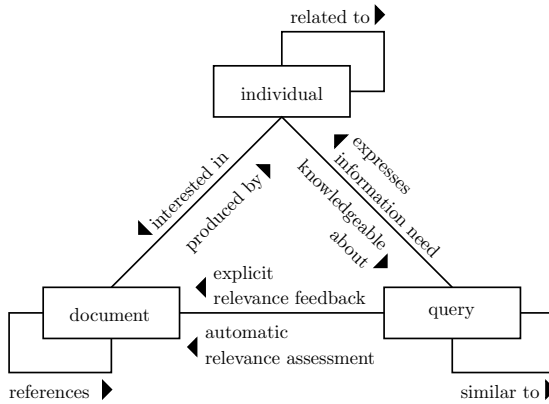 related to
individual
interested in
produced by
expresses
information need
knowledgeable
about
explicit
relevance feedback
document
query
automatic
relevance assessment
references
similar to